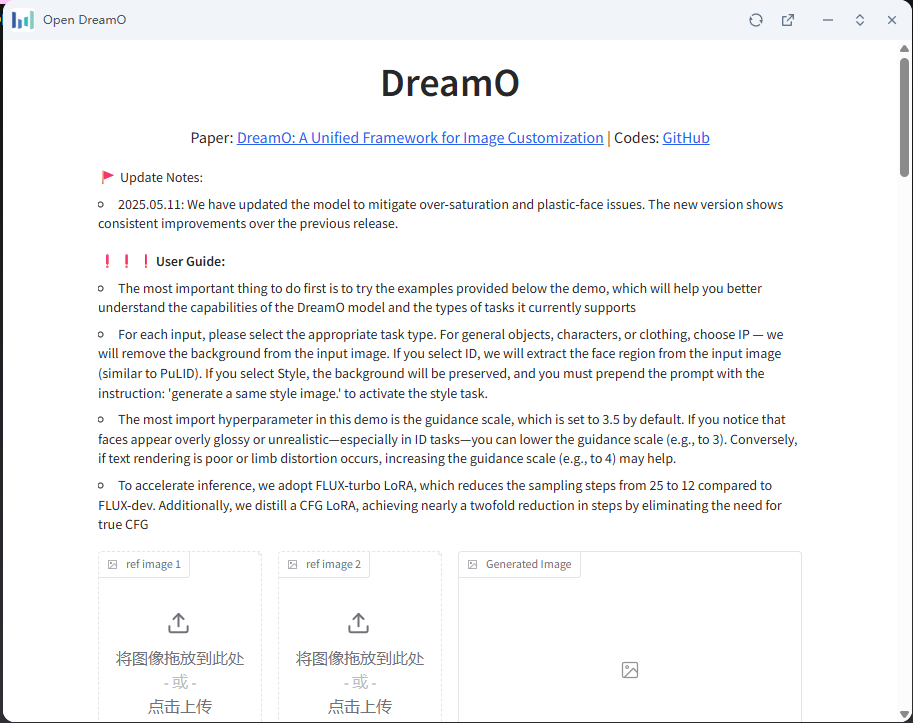 Open DreamO
DreamO
Paper: DreamO: A Unified Framework for Image Customization | Codes: GitHub
🚩 Update Notes:
⚬ 2025.05.11: We have updated the model to mitigate over-saturation and plastic-face issues. The new version shows
consistent improvements over the previous release.
❗ ❗ ❗ User Guide:
⚬ The most important thing to do first is to try the examples provided below the demo, which will help you better
understand the capabilities of the DreamO model and the types of tasks it currently supports
⚬ For each input, please select the appropriate task type. For general objects, characters, or clothing, choose IP — we
will remove the background from the input image. If you select ID, we will extract the face region from the input image
(similar to PuLID). If you select Style, the background will be preserved, and you must prepend the prompt with the
instruction: 'generate a same style image.' to activate the style task.
⚬ The most import hyperparameter in this demo is the guidance scale, which is set to 3.5 by default. If you notice that
faces appear overly glossy or unrealistic—especially in ID tasks—you can lower the guidance scale (e.g., to 3). Conversely,
if text rendering is poor or limb distortion occurs, increasing the guidance scale (e.g., to 4) may help.
⚬ To accelerate inference, we adopt FLUX-turbo LoRA, which reduces the sampling steps from 25 to 12 compared to
FLUX-dev. Additionally, we distill a CFG LoRA, achieving nearly a twofold reduction in steps by eliminating the need for
true CFG
ref image 1
将图像拖放到此处
- 或 -
点击上传
ref image 2
将图像拖放到此处
- 或 -
点击上传
Generated Image